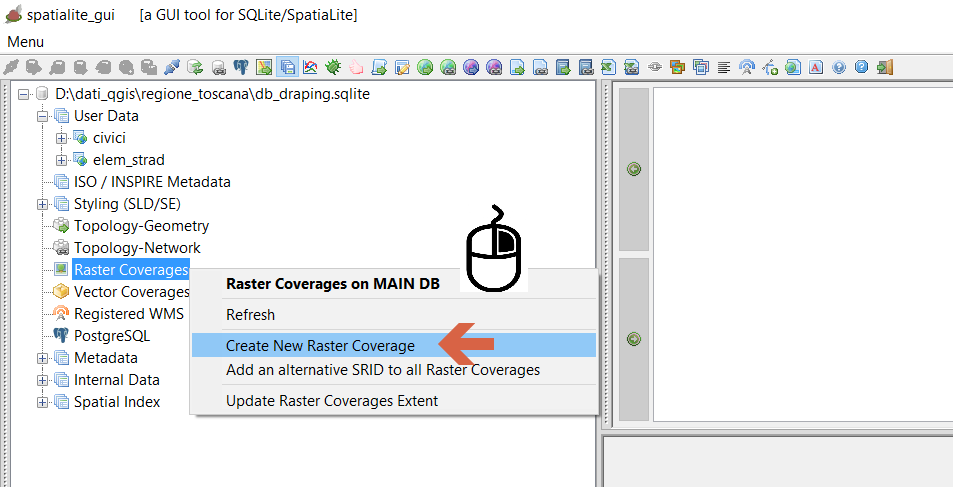 spatialite_gui [a GUI tool for SQLite/SpatiaLite]
Menu
D:\dati_qgis\regione_toscana\db_draping.sqlite
User Data
civici
elem_strad
ISO / INSPIRE Metadata
Styling (SLD/SE)
Topology-Geometry
Topology-Network
Raster Coverages
Vector Coverages
Registered WMS
PostgreSQL
Metadata
Internal Data
Spatial Index
Raster Coverages on MAIN DB
Refresh
Create New Raster Coverage
Add an alternative SRID to all Raster Coverages
Update Raster Coverages Extent